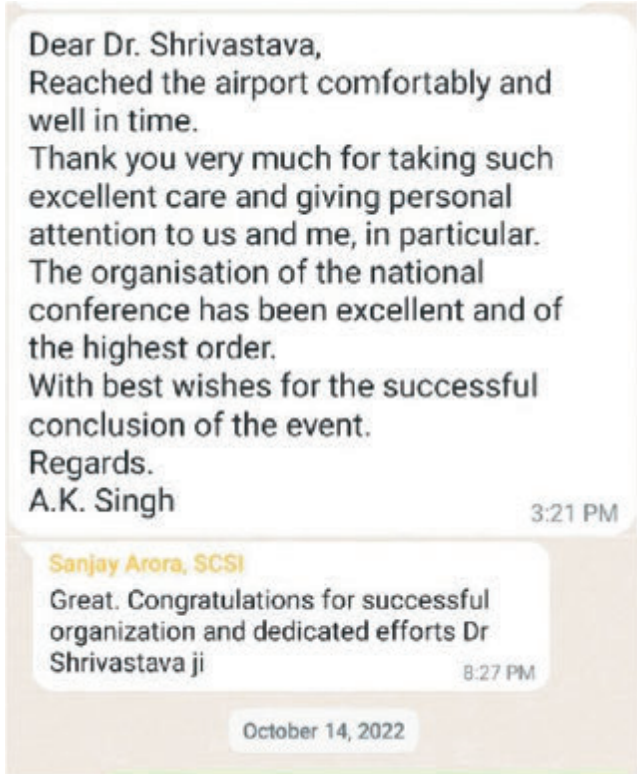 Dear Dr. Shrivastava,
Reached the airport comfortably and
well in time.
Thank you very much for taking such
excellent care and giving personal
attention to us and me, in particular.
The organisation of the national
conference has been excellent and of
the highest order.
With best wishes for the successful
conclusion of the event.
Regards.
A.K. Singh
3:21 PM
Sanjay Arora, SCSI
Great. Congratulations for successful
organization and dedicated efforts Dr
Shrivastava ji
8:27 PM
October 14, 2022